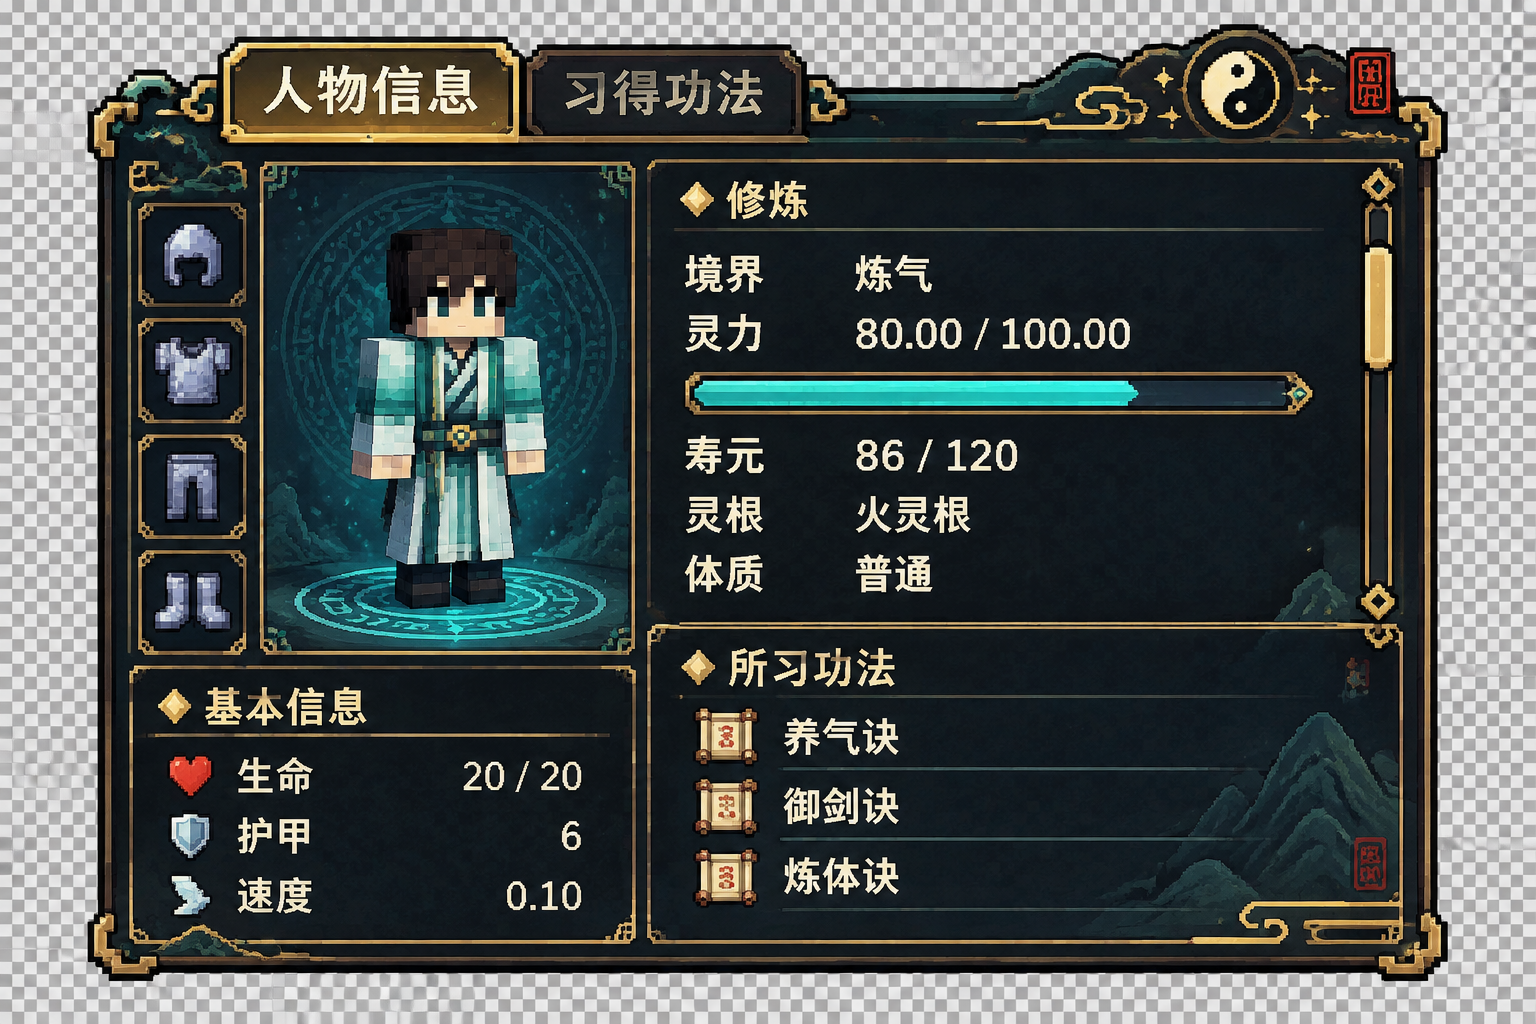 人物信息
习得功法
修炼
境界 炼气
灵力 80.00 / 100.00
寿元 86 / 120
灵根 火灵根
体质 普通
基本信息
生命 20 / 20
护甲 6
速度 0.10
所习功法
养气诀
御剑诀
炼体诀